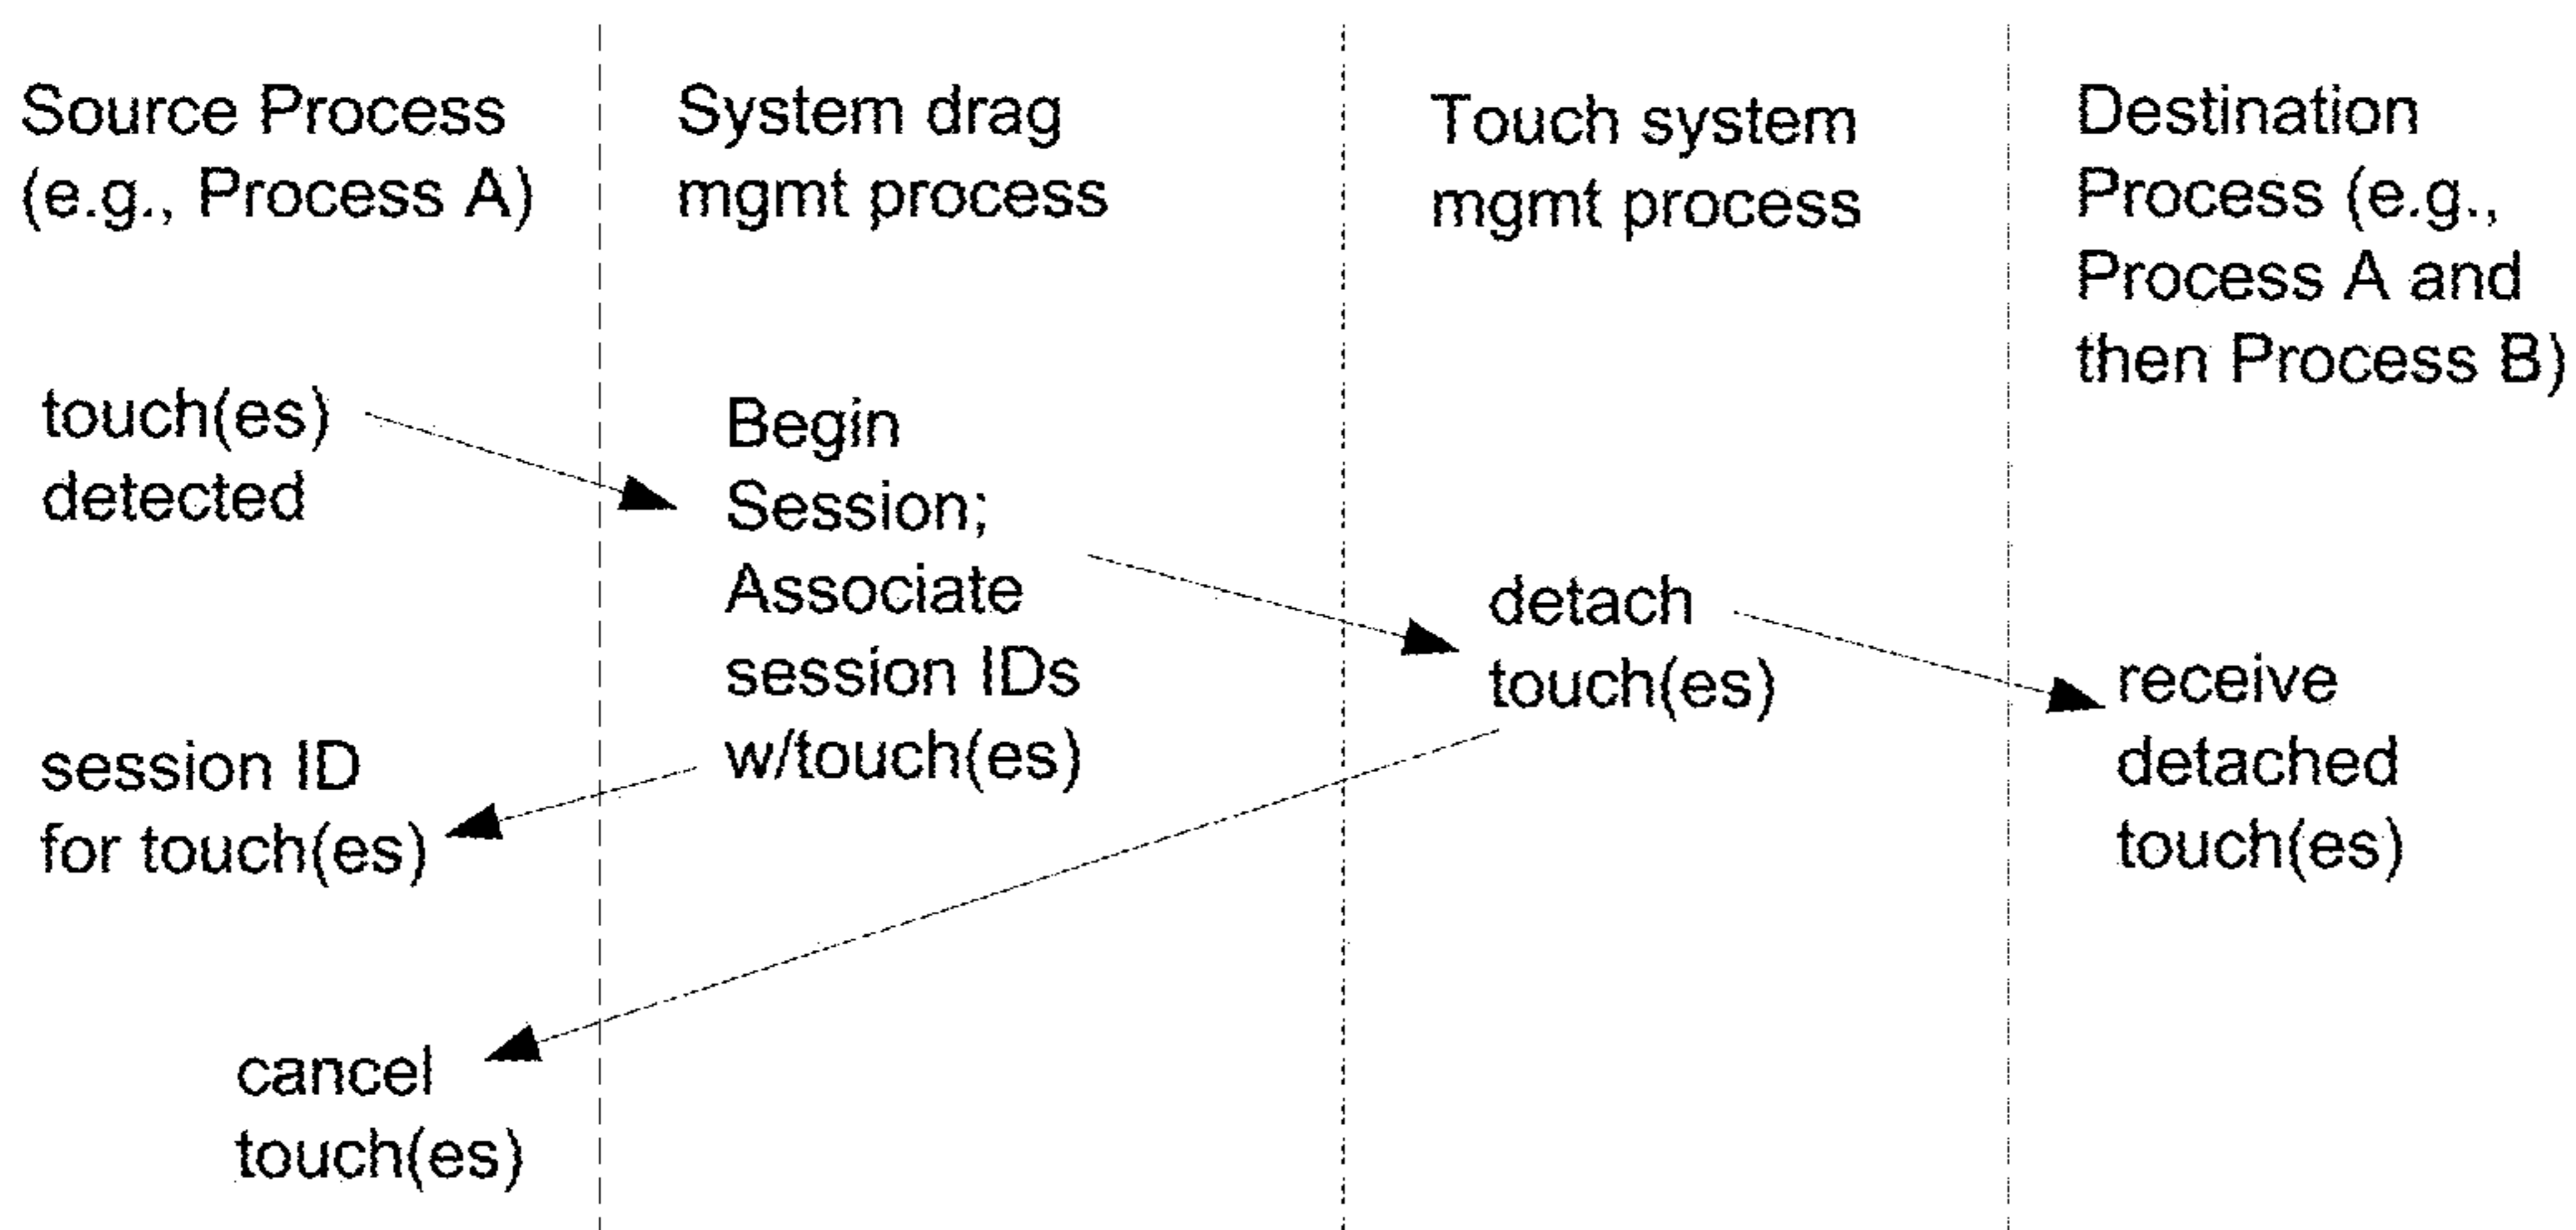 Source Process
(e.g., Process A)
System drag
mgmt process
Touch system
mgmt process
Destination
Process (e.g.,
Process A and
then Process B)
touch(es)
detected
Begin
Session;
Associate
session IDs
w/touch(es)
detach
touch(es)
receive
detached
touch(es)
session ID
for touch(es)
cancel
touch(es)